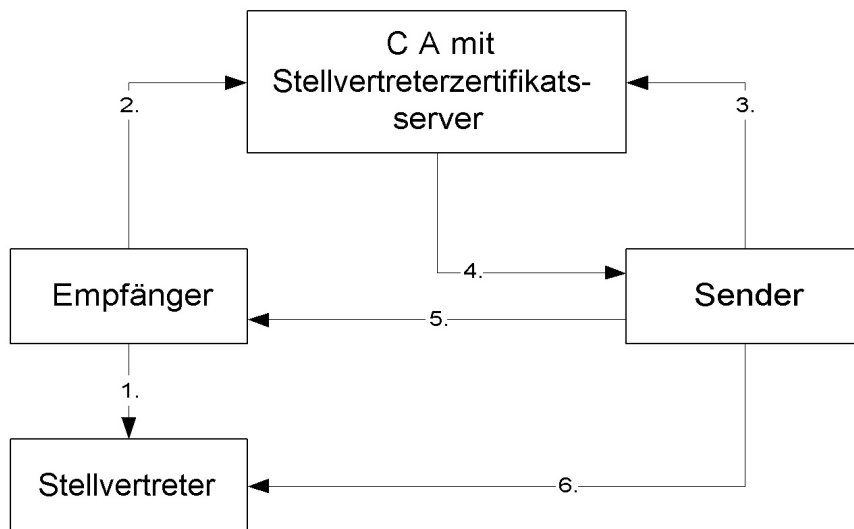 C A mit
Stellvertreterzertifikats-
server
2.
3.
4.
Empfänger
Sender
5.
1.
Stellvertreter
6.